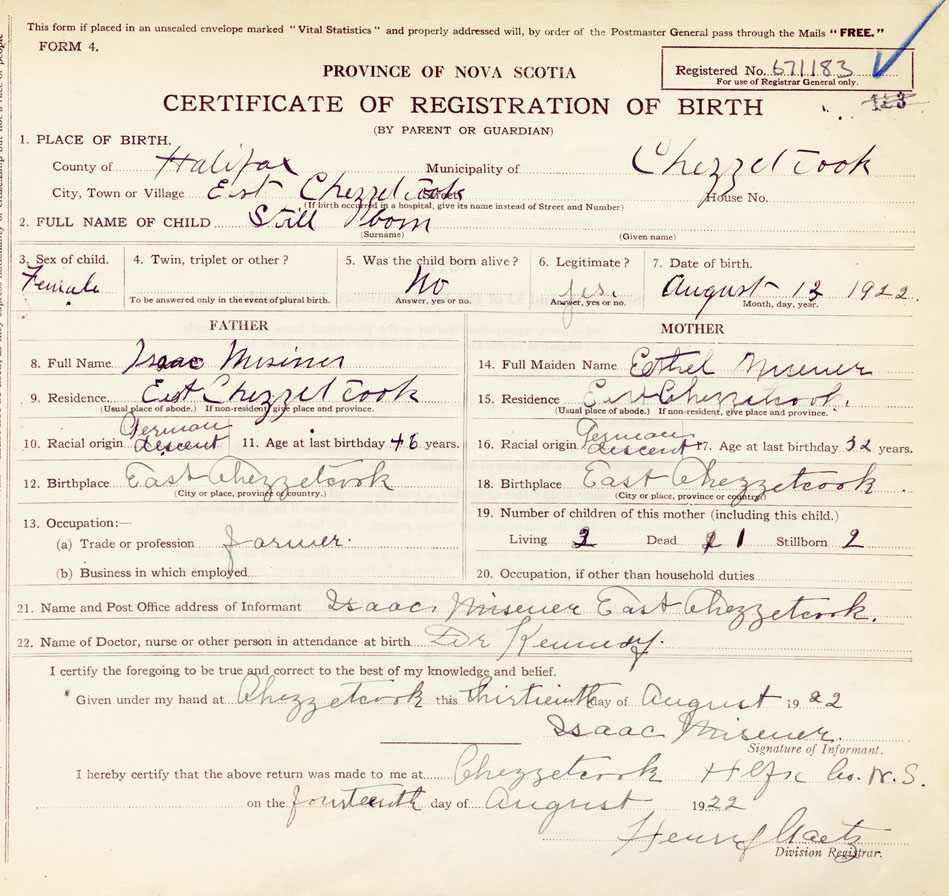 This form if placed in an unsealed envelope marked "Vital Statistics" and properly addressed will, by order of the Postmaster General pass through the Mails "FREE."
FORM 4.
Registered No. 671183
For use of Registrar General only.
PROVINCE OF NOVA SCOTIA
CERTIFICATE OF REGISTRATION OF BIRTH
(BY PARENT OR GUARDIAN)
1. PLACE OF BIRTH.
County of Halifax Municipality of Chezzetcook
City, Town or Village East Chezzetcook Street House No.
(If birth occurred in a hospital, give its name instead of Street and Number)
2. FULL NAME OF CHILD Still born
(Surname) (Given name)
3. Sex of child. 4. Twin, triplet or other? 5. Was the child born alive? 6. Legitimate? 7. Date of birth.
Female No yes. August 13 1922
To be answered only in the event of plural birth. Answer, yes or no. Answer, yes or no. Month, day, year.
FATHER MOTHER
8. Full Name Isaac Misener 14. Full Maiden Name Ethel Misener
9. Residence East Chezzetcook 15. Residence East Chezzetcook.
(Usual place of abode.) If non-resident, give place and province. (Usual place of abode.) If non-resident, give place and province.
10. Racial origin German descent 11. Age at last birthday 46 years. 16. Racial origin German descent 17. Age at last birthday 32 years.
12. Birthplace East Chezzetcook 18. Birthplace East Chezzetcook.
(City or place, province or country.) (City or place, province or country.)
13. Occupation:— 19. Number of children of this mother (including this child.)
(a) Trade or profession farmer. Living 3 Dead 1 Stillborn 2
(b) Business in which employed 20. Occupation, if other than household duties
21. Name and Post Office address of Informant Isaac Misener East Chezzetcook.
22. Name of Doctor, nurse or other person in attendance at birth Dr Kennedy.
I certify the foregoing to be true and correct to the best of my knowledge and belief.
Given under my hand at Chezzetcook this thirteenth day of August 1922
Isaac Misener.
Signature of Informant.
I hereby certify that the above return was made to me at Chezzetcook Hlfx Co. N.S.
on the fourteenth day of August 1922
Henry Gaetz
Division Registrar.